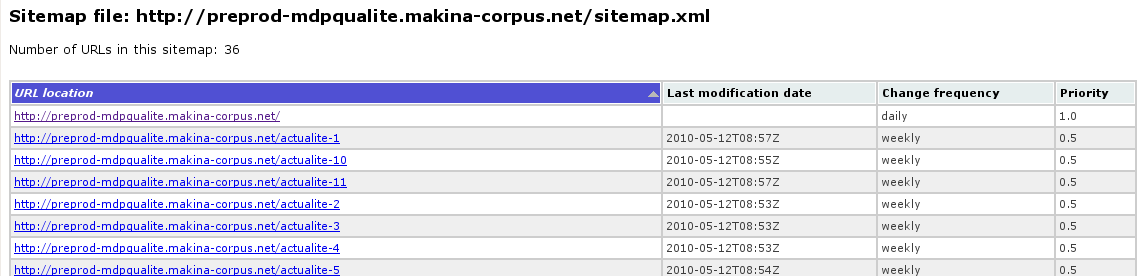 Sitemap file: http://preprod-mdpqualite.makina-corpus.net/sitemap.xml
Number of URLs in this sitemap: 36
URL location Last modification date Change frequency Priority
http://preprod-mdpqualite.makina-corpus.net/ daily 1.0
http://preprod-mdpqualite.makina-corpus.net/actualite-1 2010-05-12T08:57Z weekly 0.5
http://preprod-mdpqualite.makina-corpus.net/actualite-10 2010-05-12T08:55Z weekly 0.5
http://preprod-mdpqualite.makina-corpus.net/actualite-11 2010-05-12T08:57Z weekly 0.5
http://preprod-mdpqualite.makina-corpus.net/actualite-2 2010-05-12T08:53Z weekly 0.5
http://preprod-mdpqualite.makina-corpus.net/actualite-3 2010-05-12T08:53Z weekly 0.5
http://preprod-mdpqualite.makina-corpus.net/actualite-4 2010-05-12T08:53Z weekly 0.5
http://preprod-mdpqualite.makina-corpus.net/actualite-5 2010-05-12T08:54Z weekly 0.5